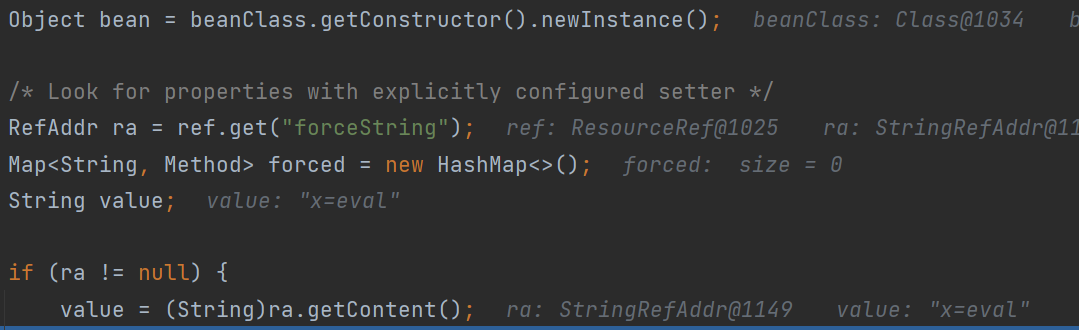 Object bean = beanClass.getConstructor().newInstance(); beanClass: Class@1034
/* Look for properties with explicitly configured setter */
RefAddr ra = ref.get("forceString"); ref: ResourceRef@1025 ra: StringRefAddr@11
Map<String, Method> forced = new HashMap<>(); forced: size = 0
String value; value: "x=eval"
if (ra != null) {
value = (String)ra.getContent(); ra: StringRefAddr@1149 value: "x=eval"